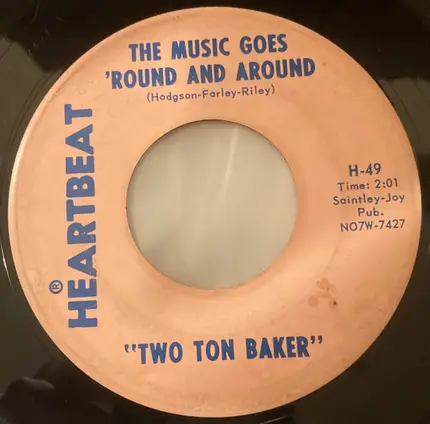 THE MUSIC GOES
'ROUND AND AROUND
(Hodgson-Farley-Riley)
HEARTBEAT ®
H-49
Time: 2:01
Saintley-Joy
Pub.
NO7W-7427
"TWO TON BAKER"